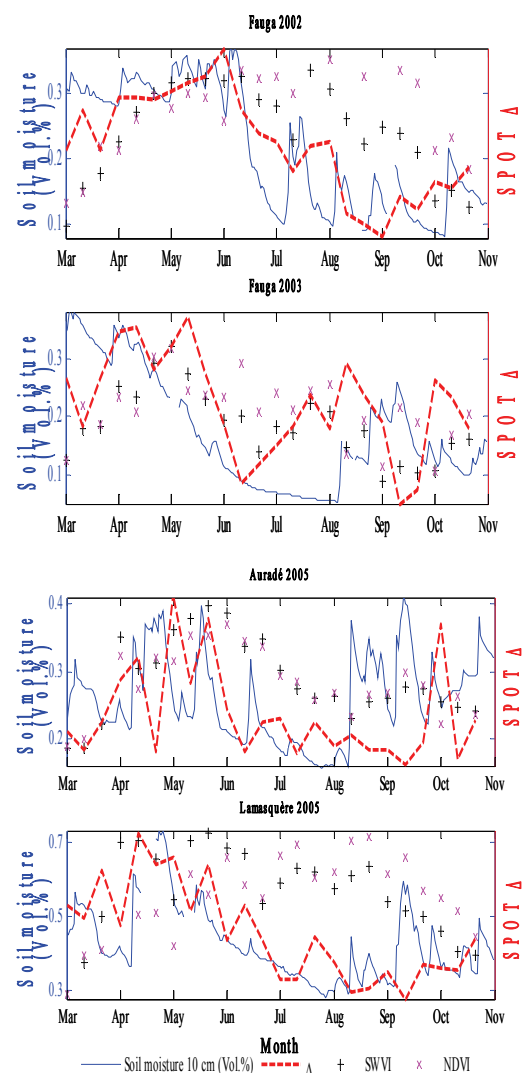 Fauga 2002
Soil moisture
(Vol.%)
0.3
0.2
0.1
SPOT Δ
Mar Apr May Jun Jul Aug Sep Oct Nov
Fauga 2003
Soil moisture
(Vol.%)
0.3
0.2
0.1
SPOT Δ
Mar Apr May Jun Jul Aug Sep Oct Nov
Auradé 2005
Soil moisture
(Vol.%)
0.4
0.3
0.2
SPOT Δ
Mar Apr May Jun Jul Aug Sep Oct Nov
Lamasquère 2005
Soil moisture
(Vol.%)
0.7
0.5
0.3
SPOT Δ
Mar Apr May Jun Jul Aug Sep Oct Nov
Month
Soil moisture 10 cm (Vol.%) Δ SWVI NDVI